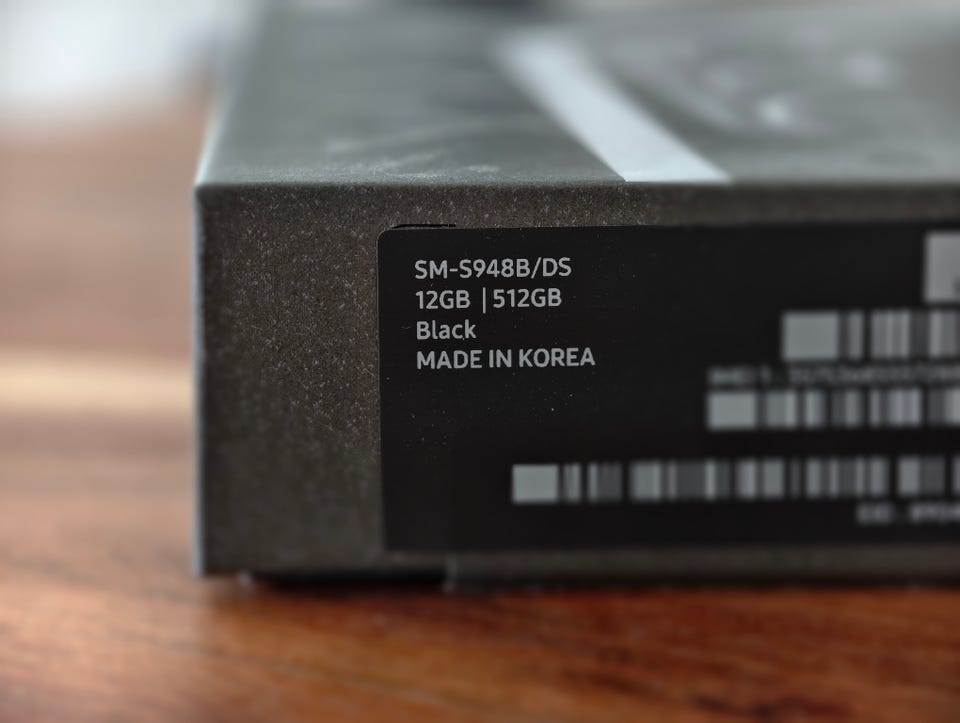 SM-S948B/DS
12GB | 512GB
Black
MADE IN KOREA